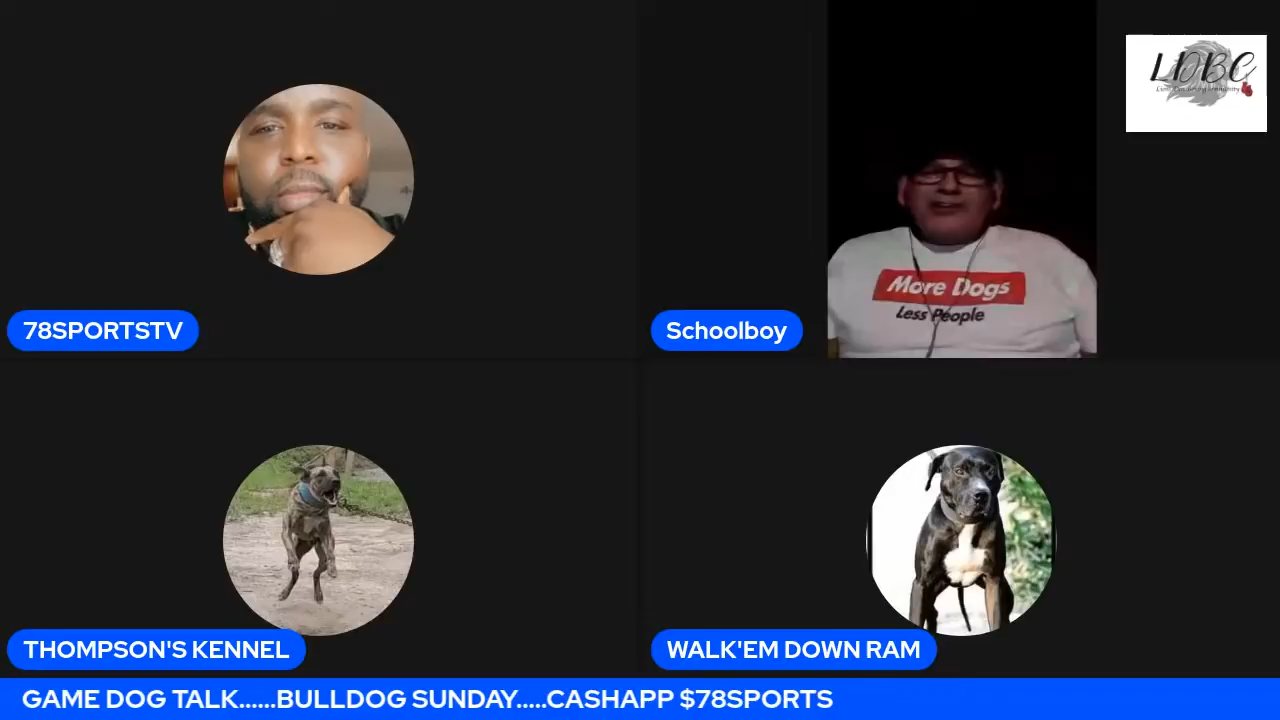 LDBC
78SPORTSTV
Schoolboy
More Dogs
Less People
THOMPSON'S KENNEL
WALK'EM DOWN RAM
GAME DOG TALK......BULLDOG SUNDAY.....CASHAPP $78SPORTS